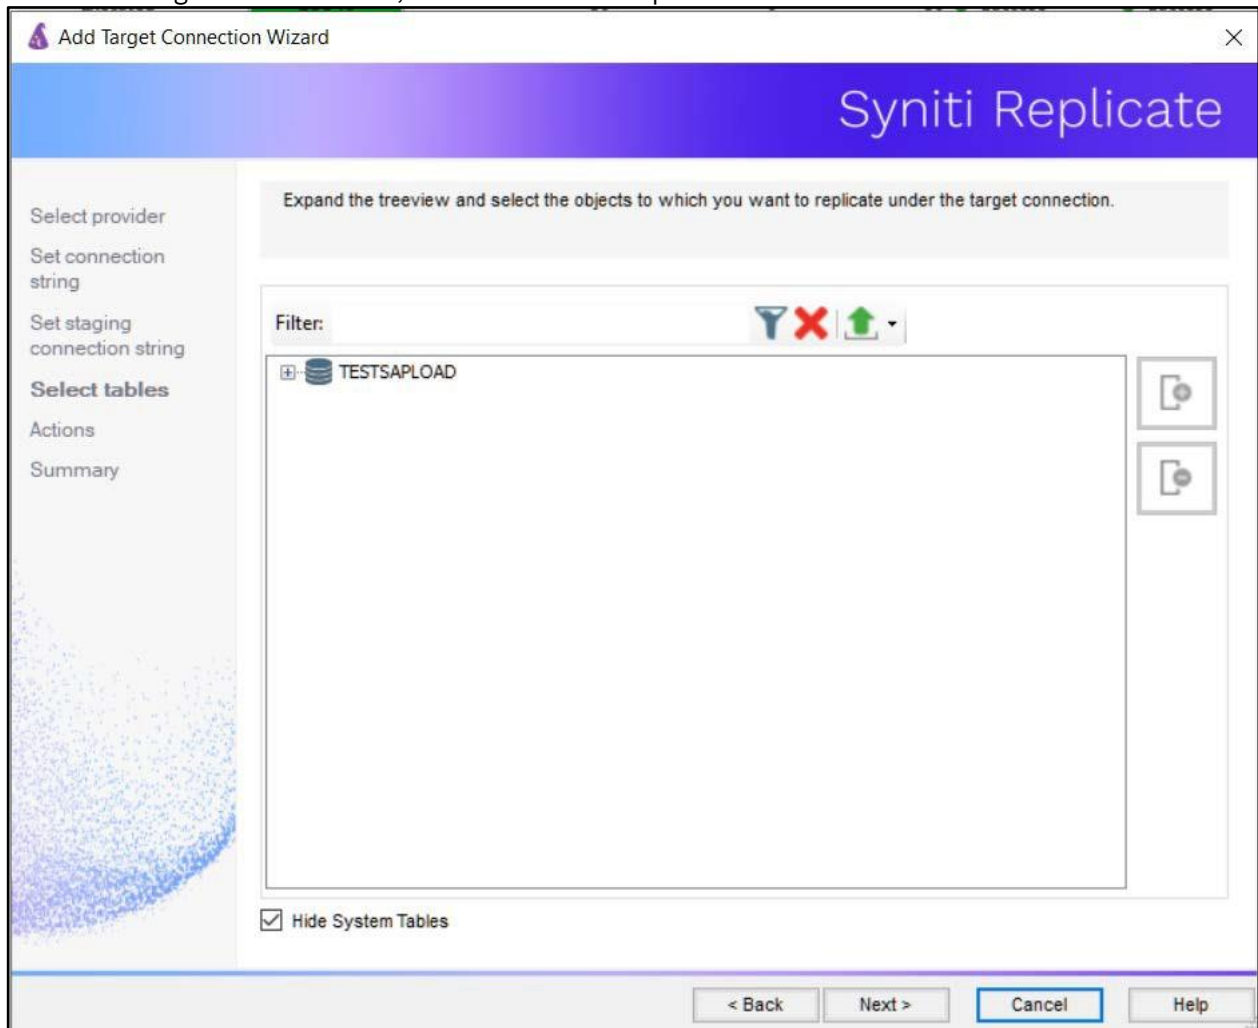 Add Target Connection Wizard
Syniti Replicate
Select provider
Set connection
string
Set staging
connection string
Select tables
Actions
Summary
Expand the treeview and select the objects to which you want to replicate under the target connection.
Filter:
TESTSAPLOAD
Hide System Tables
< Back
Next >
Cancel
Help